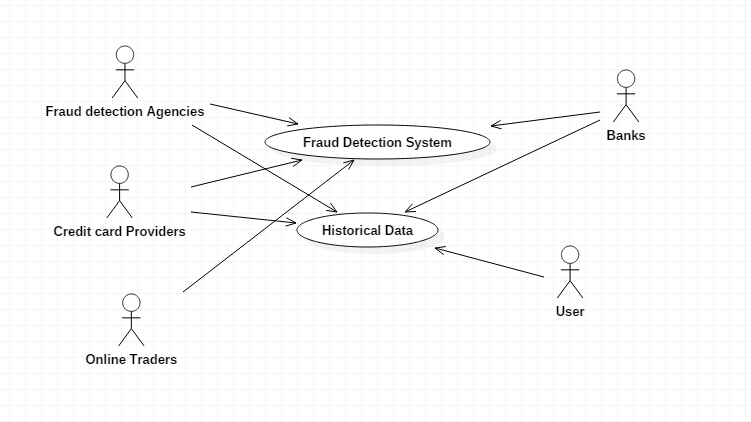 Fraud detection Agencies
Banks
Fraud Detection System
Credit card Providers
Historical Data
User
Online Traders